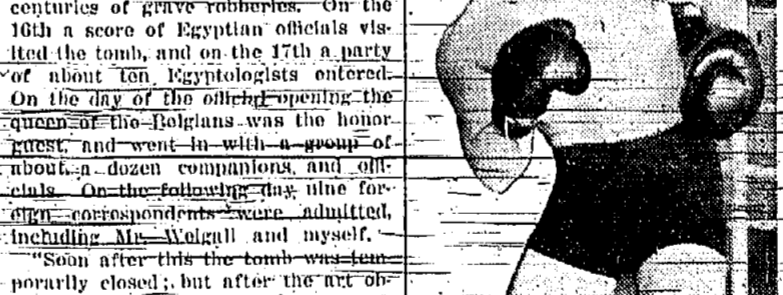 centuries of grave robberies. On the
16th a score of Egyptian officials vis-
ited the tomb, and on the 17th a party
of about ten Egyptologists entered.
On the day of the official opening the
queen of the Belgians was the honor
guest, and went in with a group of
about a dozen companions, and offi-
cials. On the following day nine for-
eign correspondents were admitted,
including Mr. Weigall and myself.
"Soon after this the tomb was tem-
porarily closed; but after the art ob-